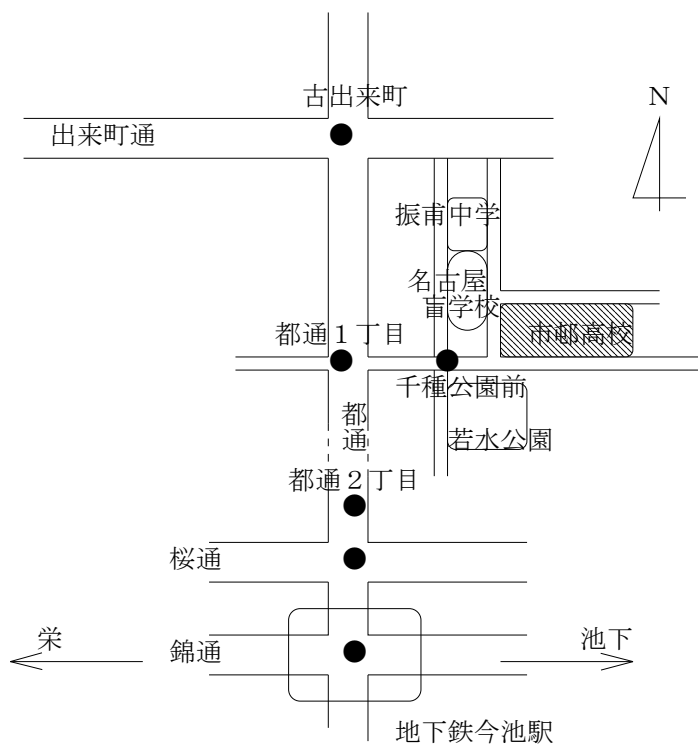 古出来町
N
出来町通
振甫中学
名古屋
盲学校
都通１丁目
市邨高校
千種公園前
都通
若水公園
都通２丁目
桜通
栄
錦通
池下
地下鉄今池駅